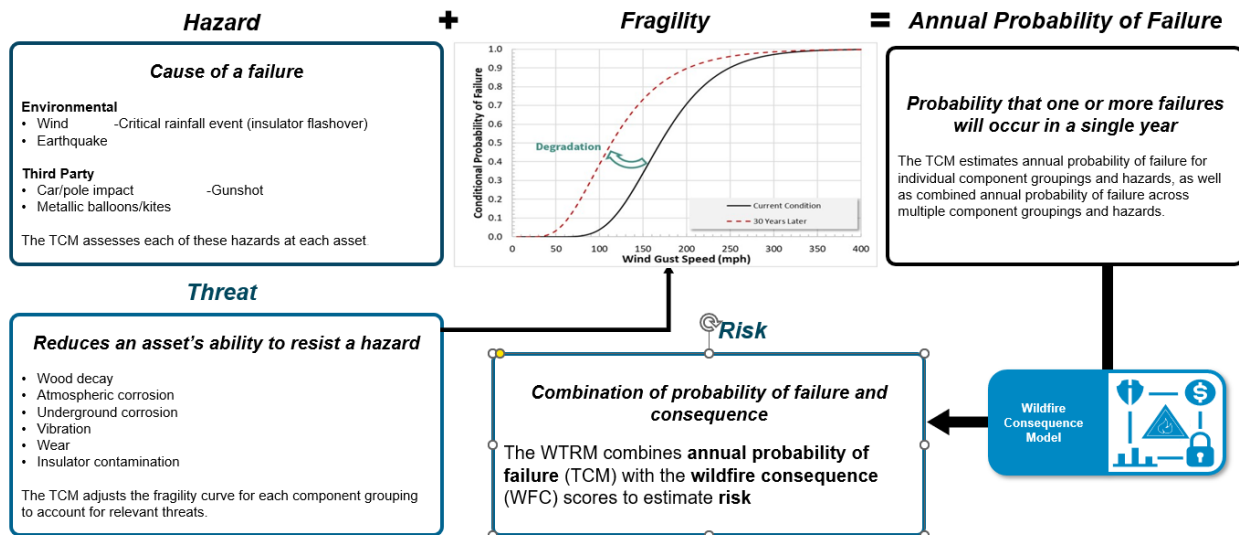 Hazard + Fragility = Annual Probability of Failure
Cause of a failure
Environmental
• Wind -Critical rainfall event (insulator flashover)
• Earthquake
Third Party
• Car/pole impact -Gunshot
• Metallic balloons/kites
The TCM assesses each of these hazards at each asset
Conditional Probability of Failure
1.0
0.9
0.8
0.7
0.6
0.5
0.4
0.3
0.2
0.1
0.0
Degradation
Current Condition
30 Years Later
0 50 100 150 200 250 300 350 400
Wind Gust Speed (mph)
Probability that one or more failures
will occur in a single year
The TCM estimates annual probability of failure for
individual component groupings and hazards, as well
as combined annual probability of failure across
multiple component groupings and hazards.
Threat
Reduces an asset's ability to resist a hazard
• Wood decay
• Atmospheric corrosion
• Underground corrosion
• Vibration
• Wear
• Insulator contamination
The TCM adjusts the fragility curve for each component grouping
to account for relevant threats.
Risk
Combination of probability of failure and
consequence
The WTRM combines annual probability of
failure (TCM) with the wildfire consequence
(WFC) scores to estimate risk
Wildfire
Consequence
Model
$